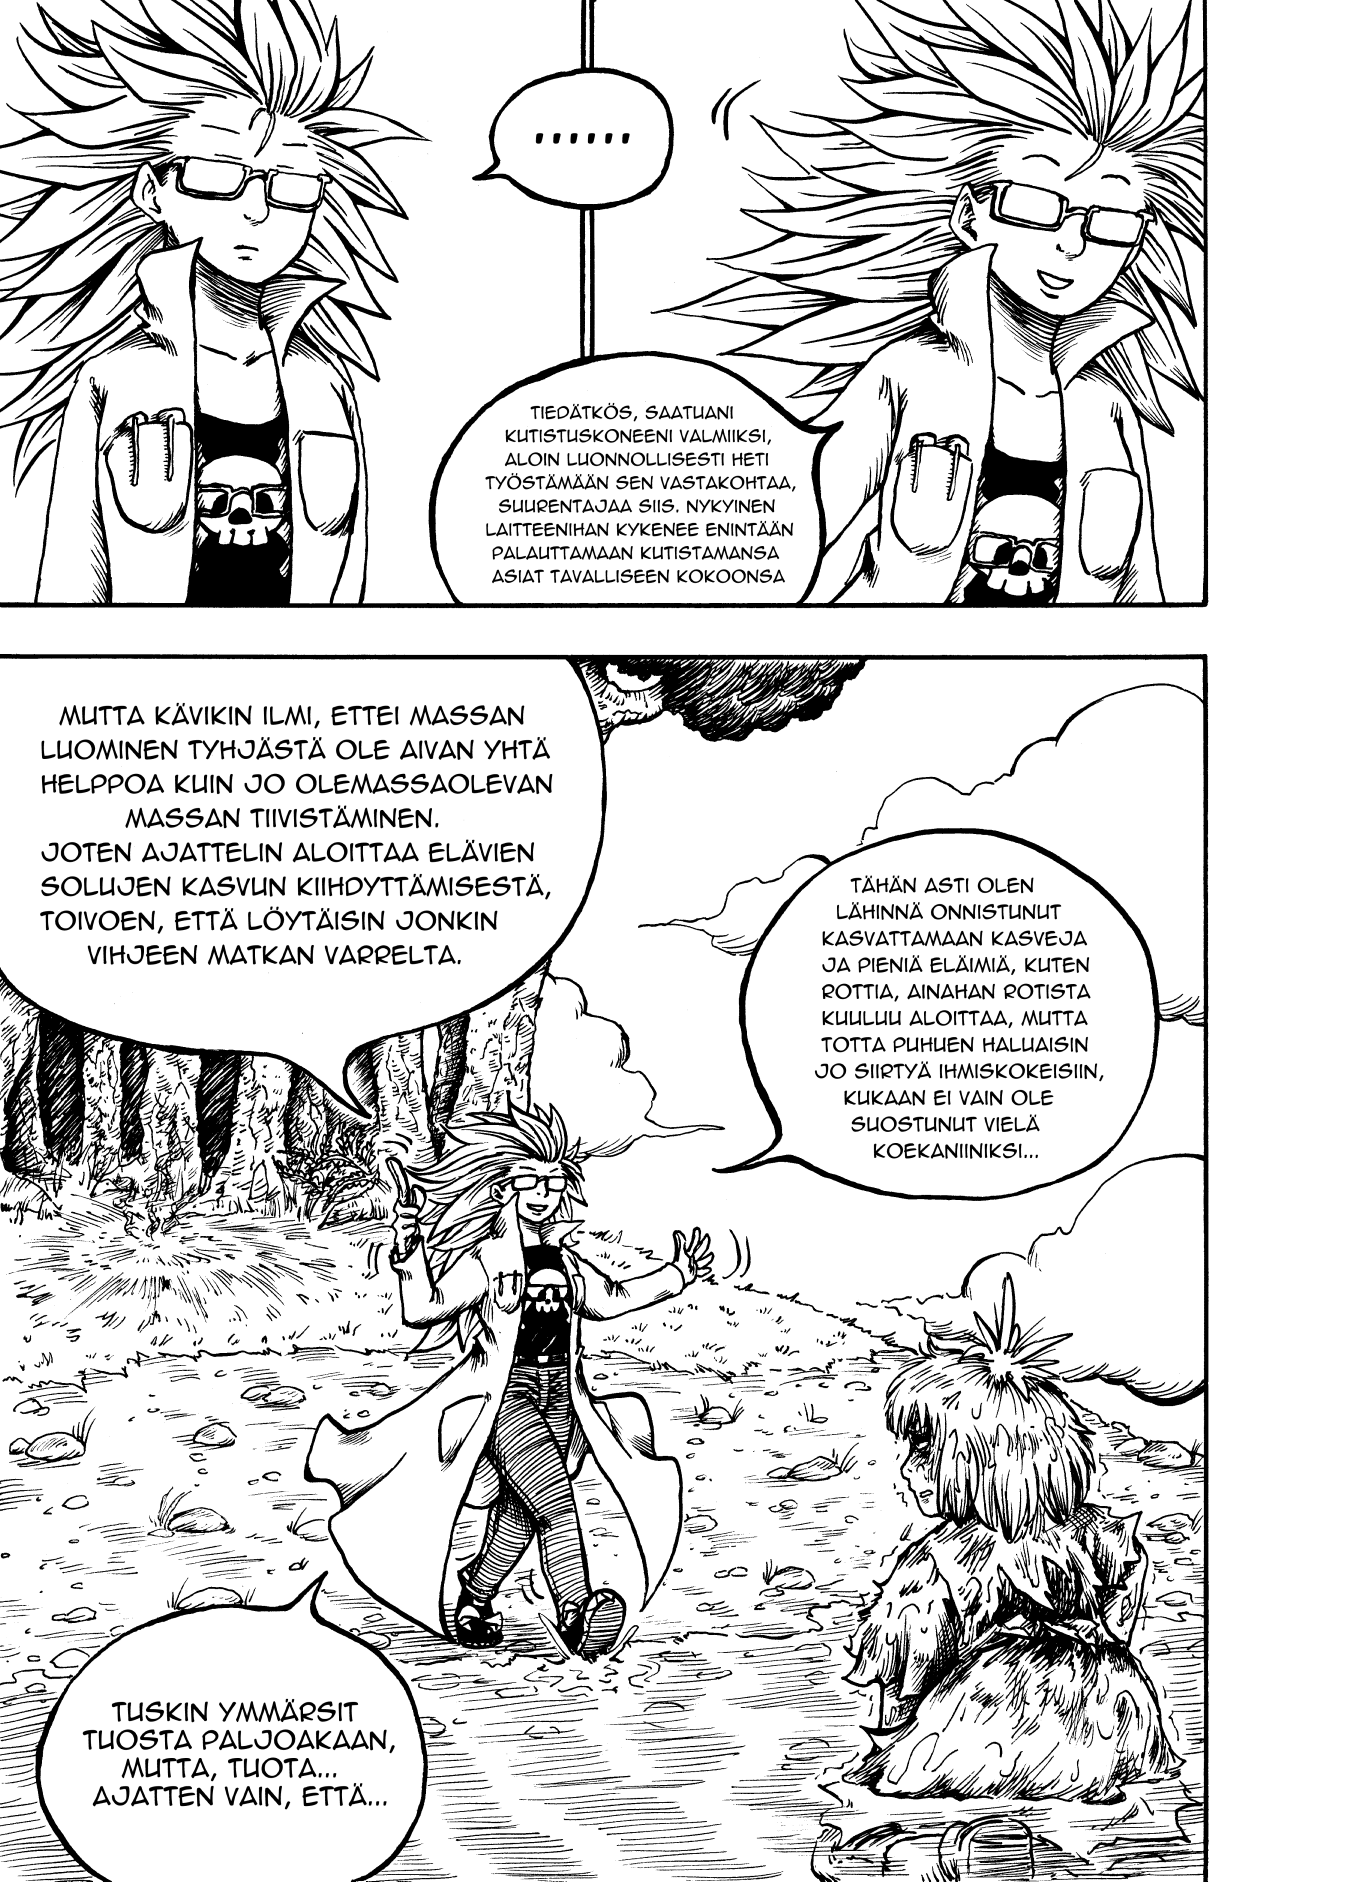 ......
TIEDÄTKÖS, SAATUANI
KUTISTUSKONEENI VALMIIKSI,
ALOIN LUONNOLLISESTI HETI
TYÖSTÄMÄÄN SEN VASTAKOHTAA,
SUURENTAJAA SIIS. NYKYINEN
LAITTEENIHAN KYKENEE ENINTÄÄN
PALAUTTAMAAN KUTISTAMANSA
ASIAT TAVALLISEEN KOKOONSA
MUTTA KÄVIKIN ILMI, ETTEI MASSAN
LUOMINEN TYHJÄSTÄ OLE AIVAN YHTÄ
HELPPOA KUIN JO OLEMASSAOLEVAN
MASSAN TIIVISTÄMINEN.
JOTEN AJATTELIN ALOITTAA ELÄVIEN
SOLUJEN KASVUN KIIHDYTTÄMISESTÄ,
TOIVOEN, ETTÄ LÖYTÄISIN JONKIN
VIHJEEN MATKAN VARRELTA.
TÄHÄN ASTI OLEN
LÄHINNÄ ONNISTUNUT
KASVATTAMAAN KASVEJA
JA PIENIÄ ELÄIMIÄ, KUTEN
ROTTIA, AINAHAN ROTISTA
KUULUU ALOITTAA, MUTTA
TOTTA PUHUEN HALUAISIN
JO SIIRTYÄ IHMISKOKEISIIN,
KUKAAN EI VAIN OLE
SUOSTUNUT VIELÄ
KOEKANIINIKSI...
TUSKIN YMMÄRSIT
TUOSTA PALJOAKAAN,
MUTTA, TUOTA...
AJATTEN VAIN, ETTÄ...